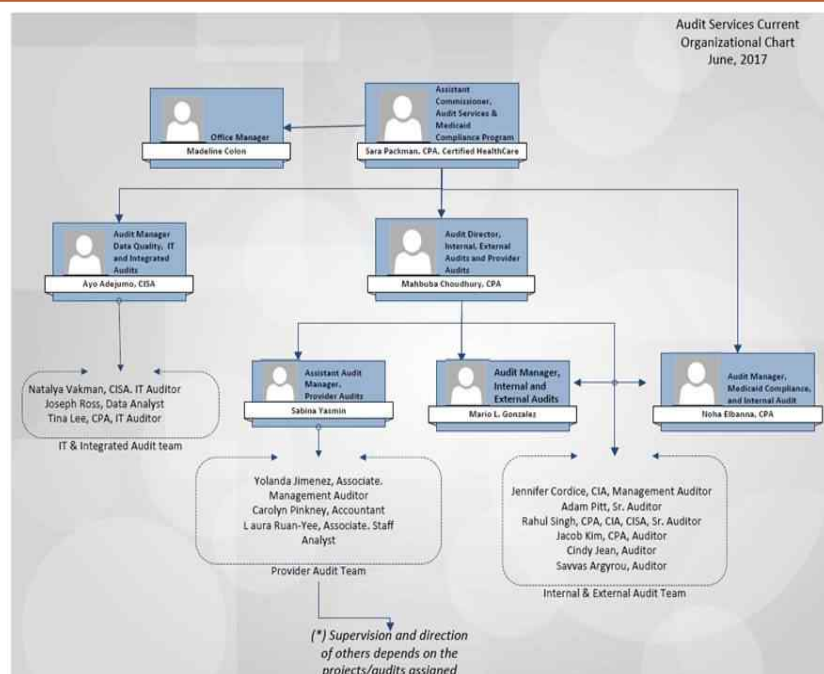 Audit Services Current
Organizational Chart
June, 2017
Assistant
Commissioner,
Audit Services &
Medicaid
Compliance Program
Sara Packman, CPA, Certified HealthCare
Office Manager
Madeline Colon
Audit Manager
Data Quality, IT
and Integrated
Audits
Ayo Adejumo, CISA
Audit Director,
Internal, External
Audits and Provider
Audits
Mahbuba Choudhury, CPA
Assistant Audit
Manager,
Provider Audits
Sabina Yasmin
Audit Manager,
Internal and
External Audits
Mario L. Gonzalez
Audit Manager,
Medicaid Compliance,
and Internal Audit
Noha Elbanna, CPA
Natalya Vakman, CISA. IT Auditor
Joseph Ross, Data Analyst
Tina Lee, CPA, IT Auditor
IT & Integrated Audit team
Yolanda Jimenez, Associate.
Management Auditor
Carolyn Pinkney, Accountant
Laura Ruan-Yee, Associate. Staff
Analyst
Provider Audit Team
Jennifer Cordice, CIA, Management Auditor
Adam Pitt, Sr. Auditor
Rahul Singh, CPA, CIA, CISA, Sr. Auditor
Jacob Kim, CPA, Auditor
Cindy Jean, Auditor
Savvas Argyrou, Auditor
Internal & External Audit Team
(*) Supervision and direction
of others depends on the
projects/audits assigned